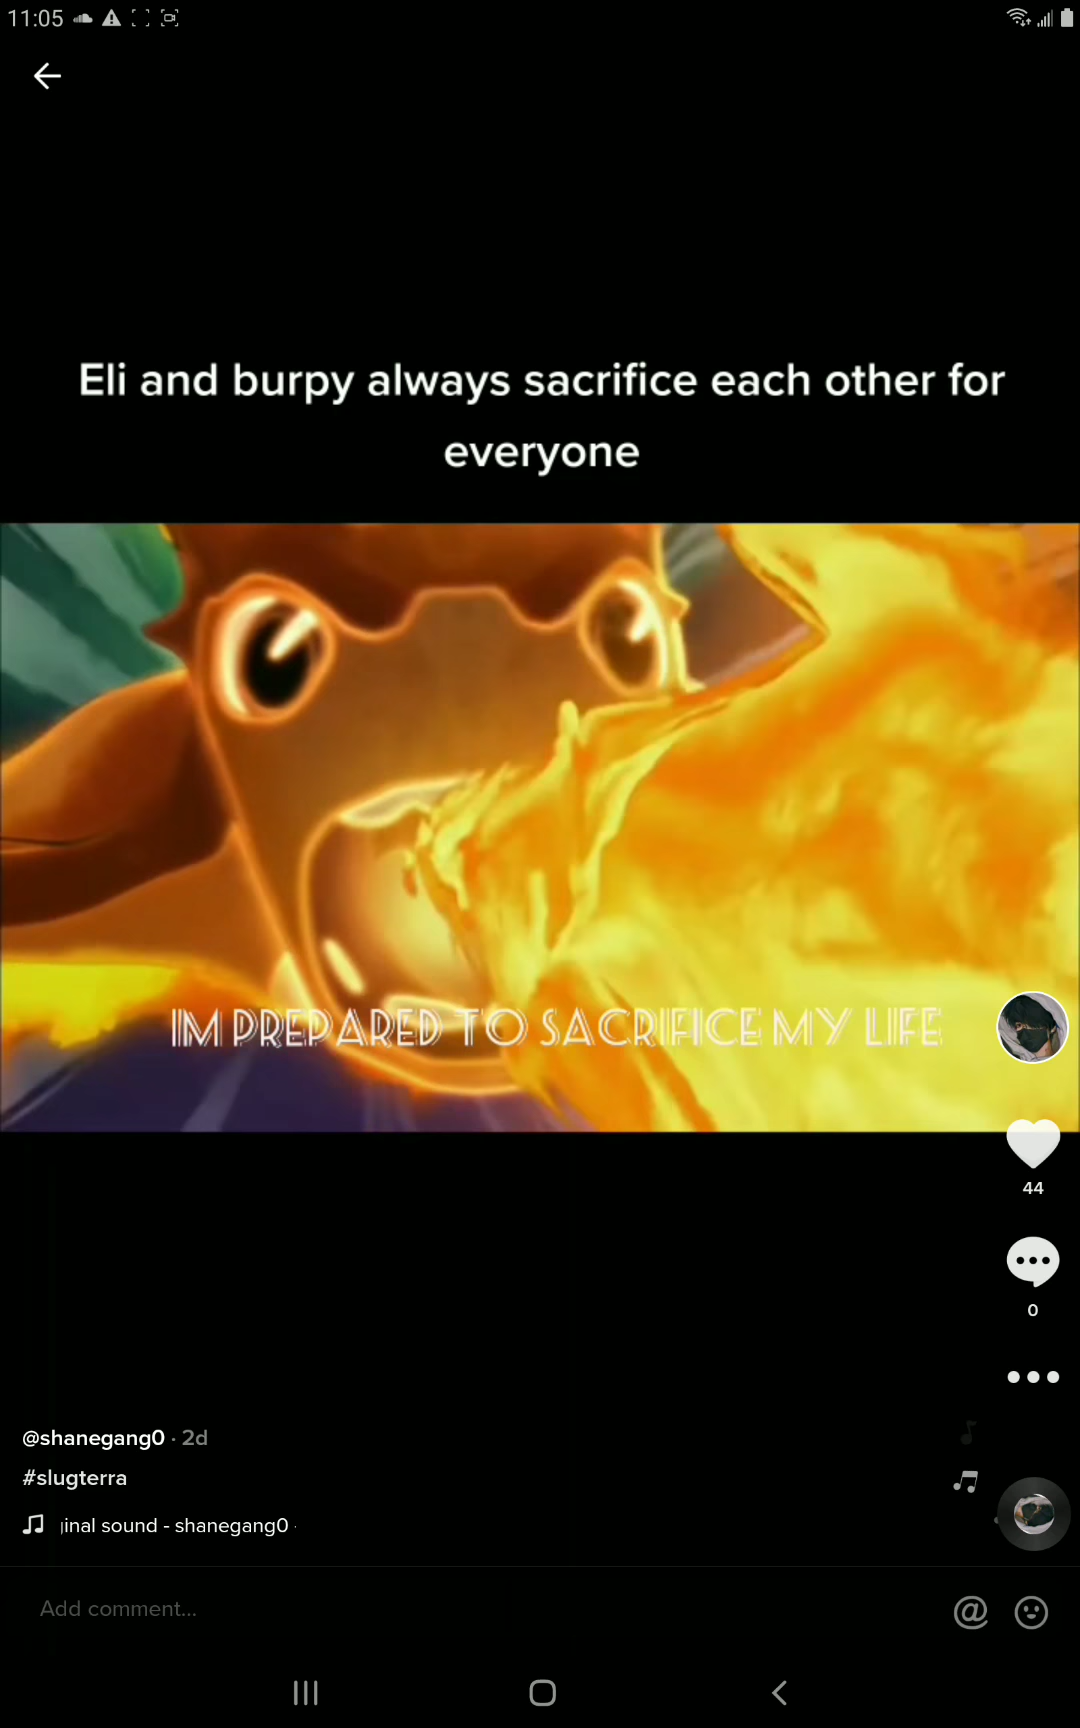 11:05
Eli and burpy always sacrifice each other for
everyone
IM PREPARED TO SACRIFICE MY LIFE
44
0
@shanegang0 · 2d
#slugterra
sound - shanegang0 ·
Add comment...